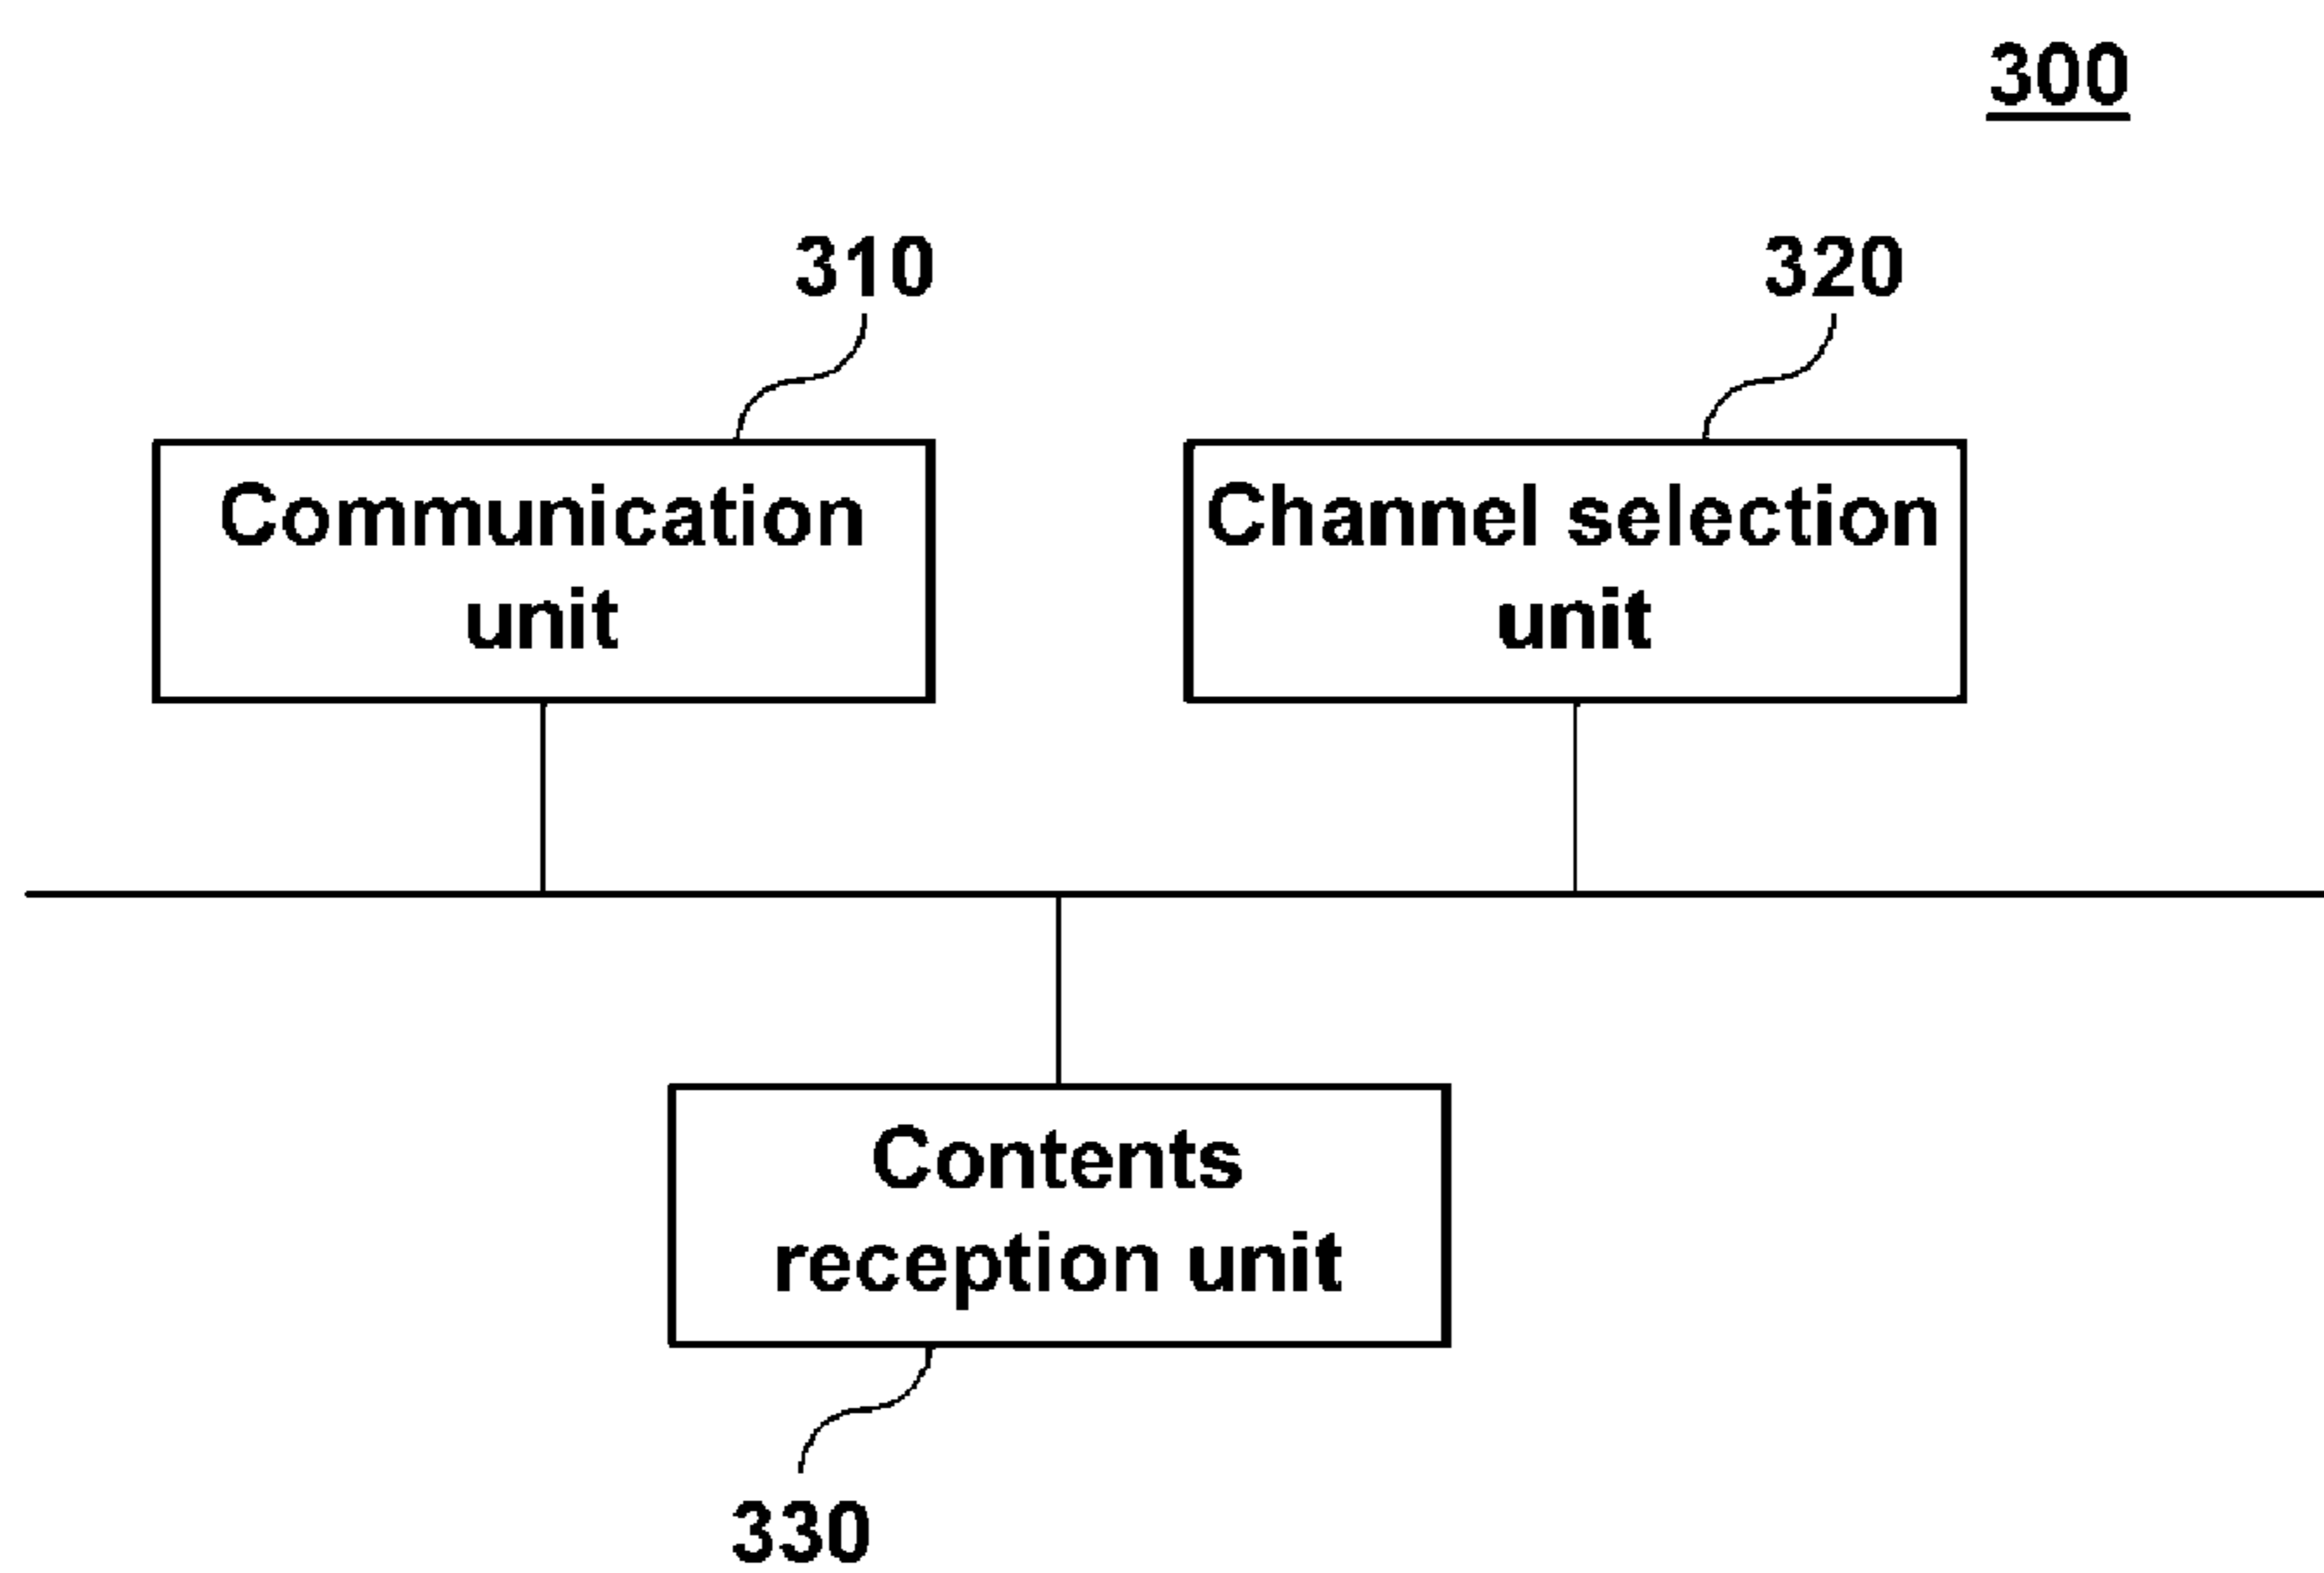 300
310
320
Communication
unit
Channel selection
unit
Contents
reception unit
330